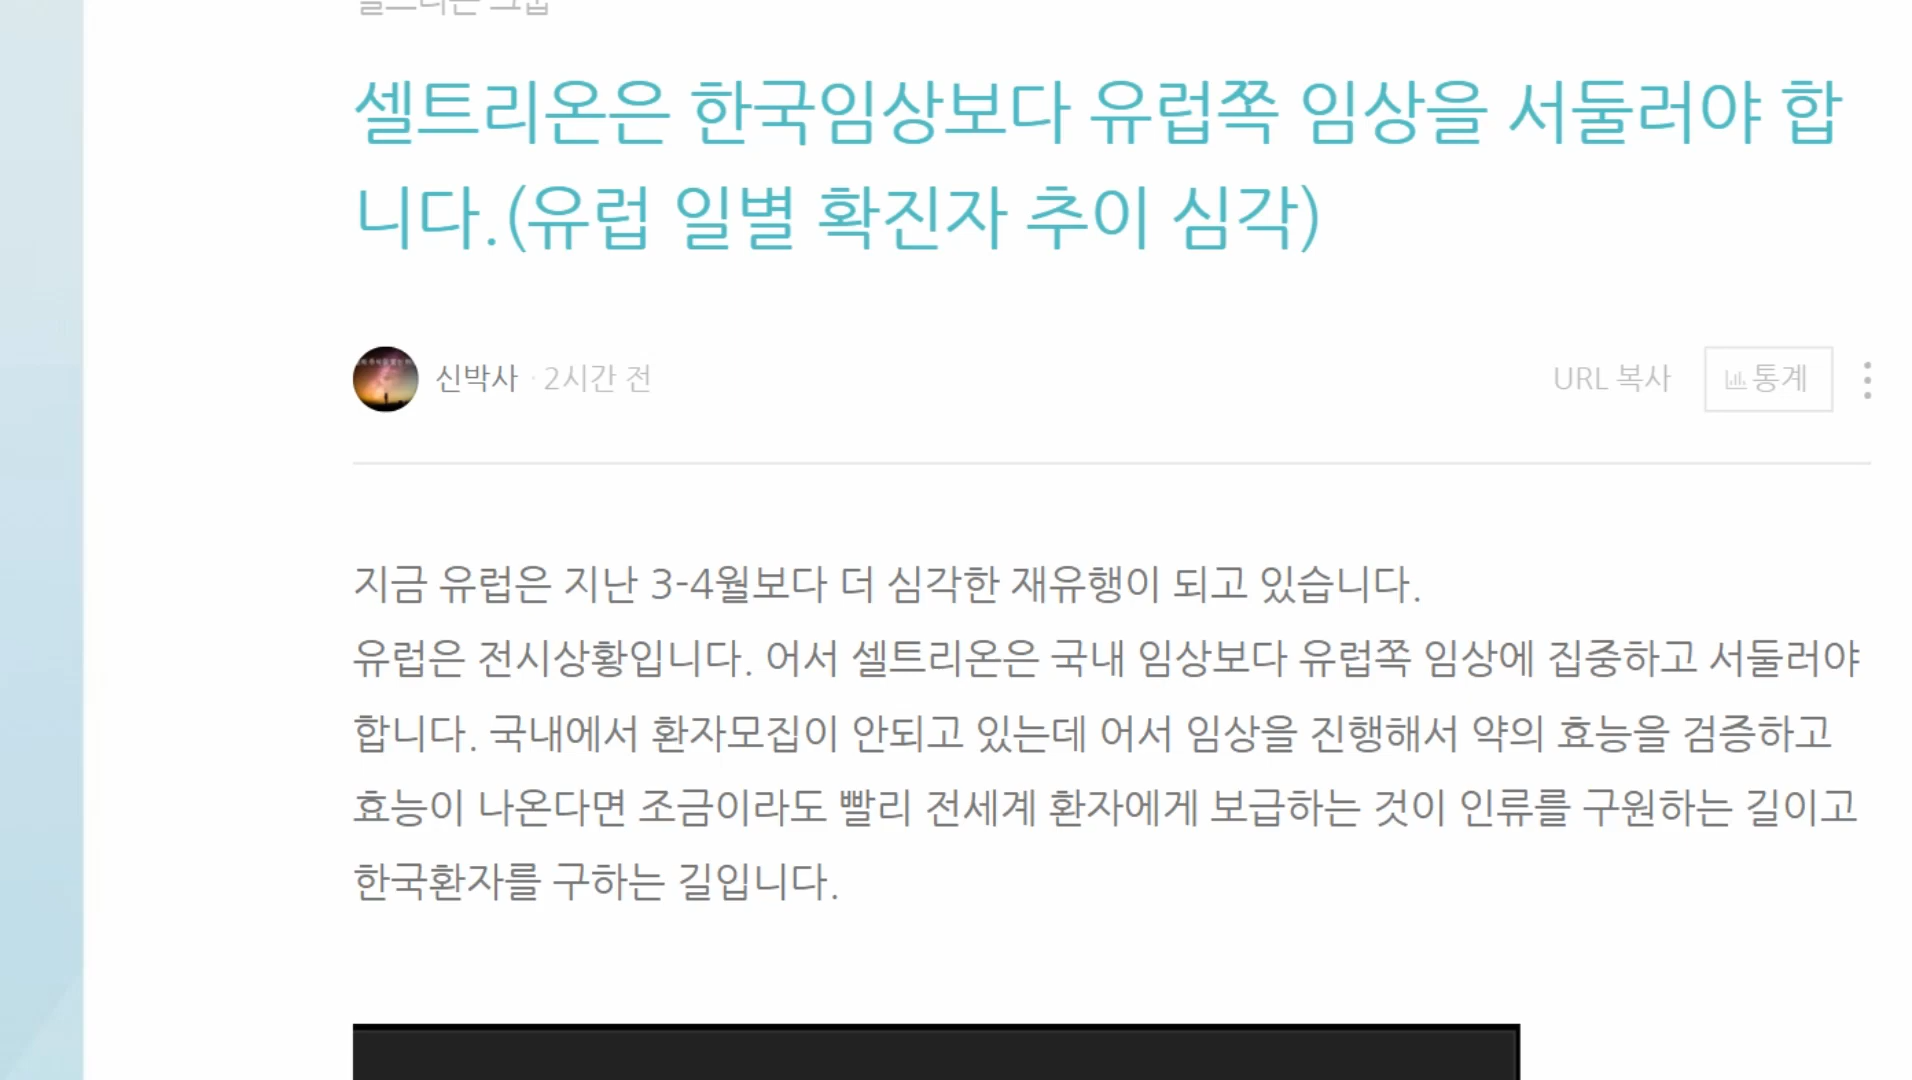 셀트리온 그룹
셀트리온은 한국임상보다 유럽쪽 임상을 서둘러야 합
니다.(유럽 일별 확진자 추이 심각)
신박사 · 2시간 전
URL 복사 통계
지금 유럽은 지난 3-4월보다 더 심각한 재유행이 되고 있습니다.
유럽은 전시상황입니다. 어서 셀트리온은 국내 임상보다 유럽쪽 임상에 집중하고 서둘러야
합니다. 국내에서 환자모집이 안되고 있는데 어서 임상을 진행해서 약의 효능을 검증하고
효능이 나온다면 조금이라도 빨리 전세계 환자에게 보급하는 것이 인류를 구원하는 길이고
한국환자를 구하는 길입니다.